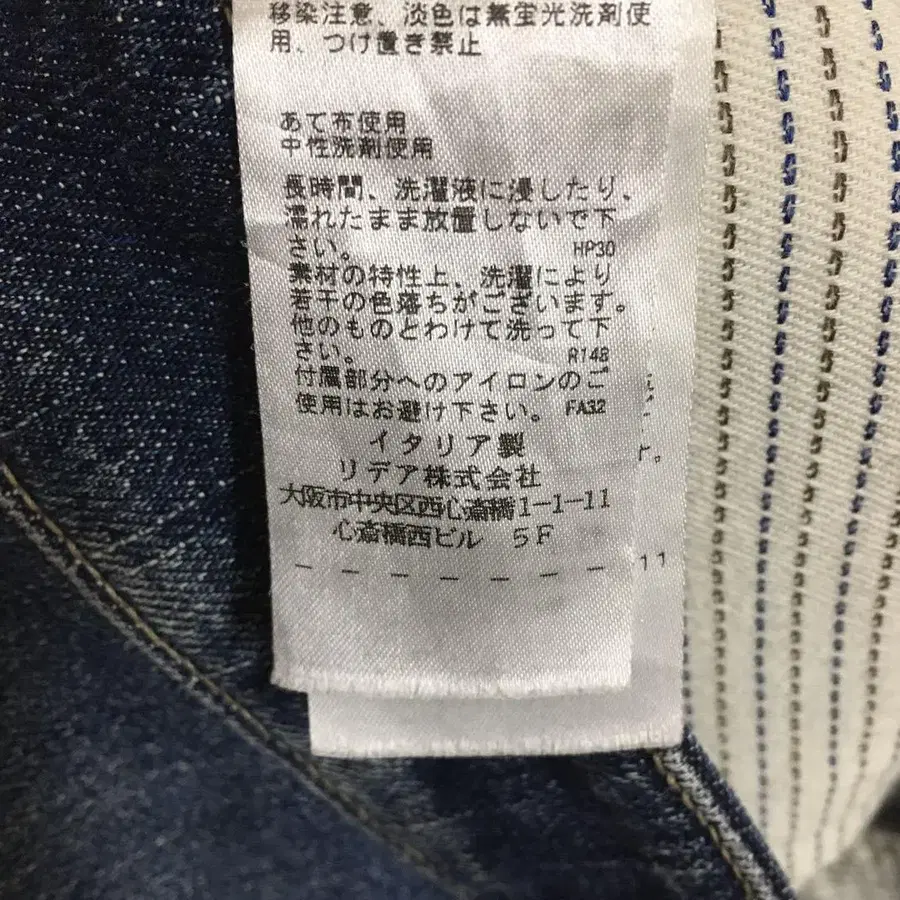 移染注意、淡色は無蛍光洗剤使
用、つけ置き禁止
あて布使用
中性洗剤使用
長時間、洗濯液に浸したり、
濡れたまま放置しないで下
さい。 HP30
素材の特性上、洗濯により
若干の色落ちがございます。
他のものとわけて洗って下
さい。 R148
付属部分へのアイロンのご
使用はお避け下さい。 FA32
イタリア製
リデア株式会社
大阪市中央区西心斎橋1-1-11
心斎橋西ビル 5F
- - - - - - -
11
す。